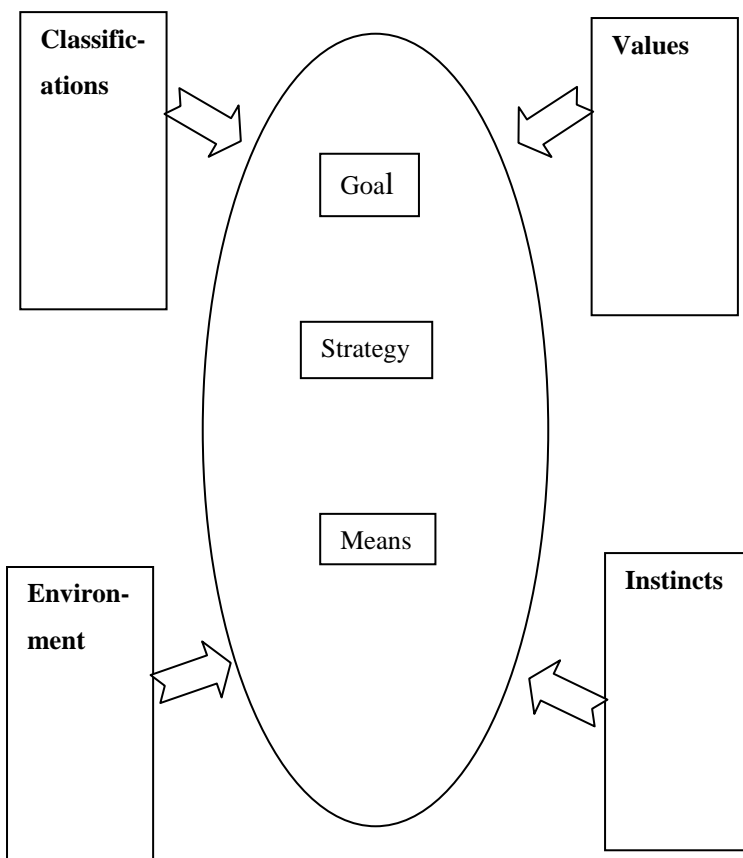 Classific-
ations
Values
Goal
Strategy
Means
Environ-
ment
Instincts